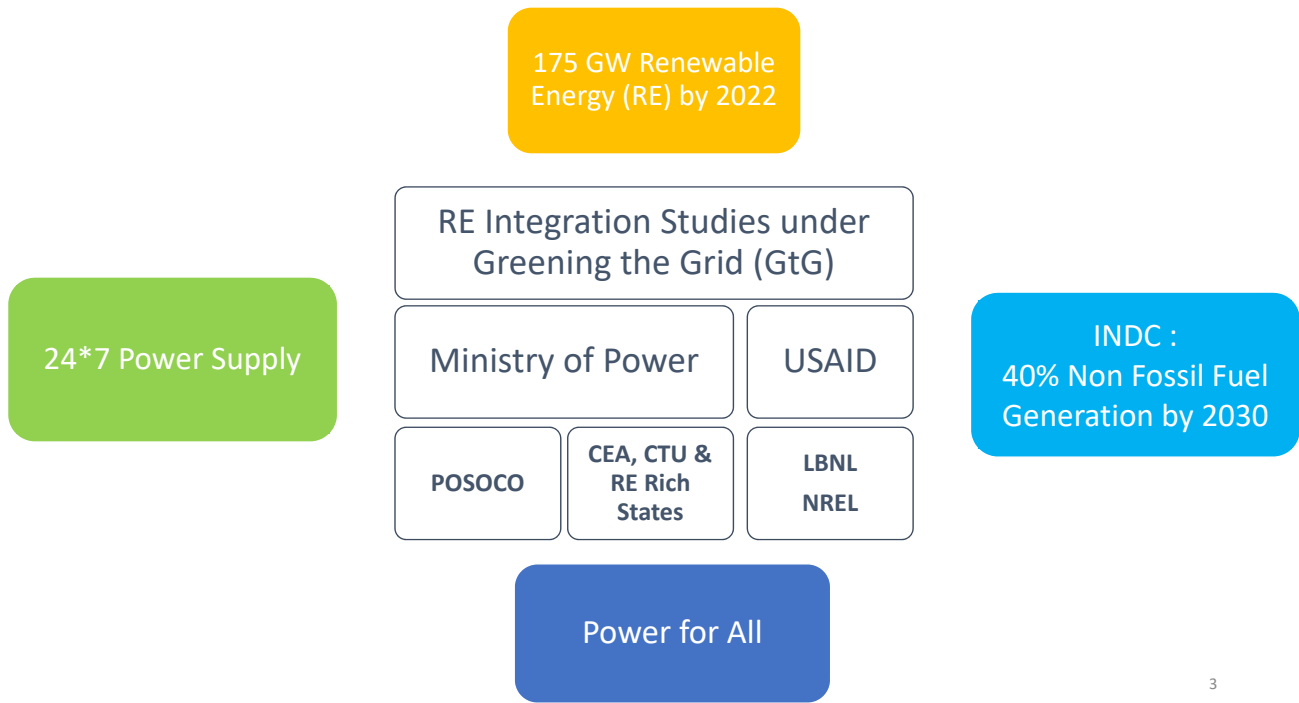 175 GW Renewable
Energy (RE) by 2022
RE Integration Studies under
Greening the Grid (GtG)
24*7 Power Supply
Ministry of Power
USAID
INDC :
40% Non Fossil Fuel
Generation by 2030
POSOCO
CEA, CTU &
RE Rich
States
LBNL
NREL
Power for All
3